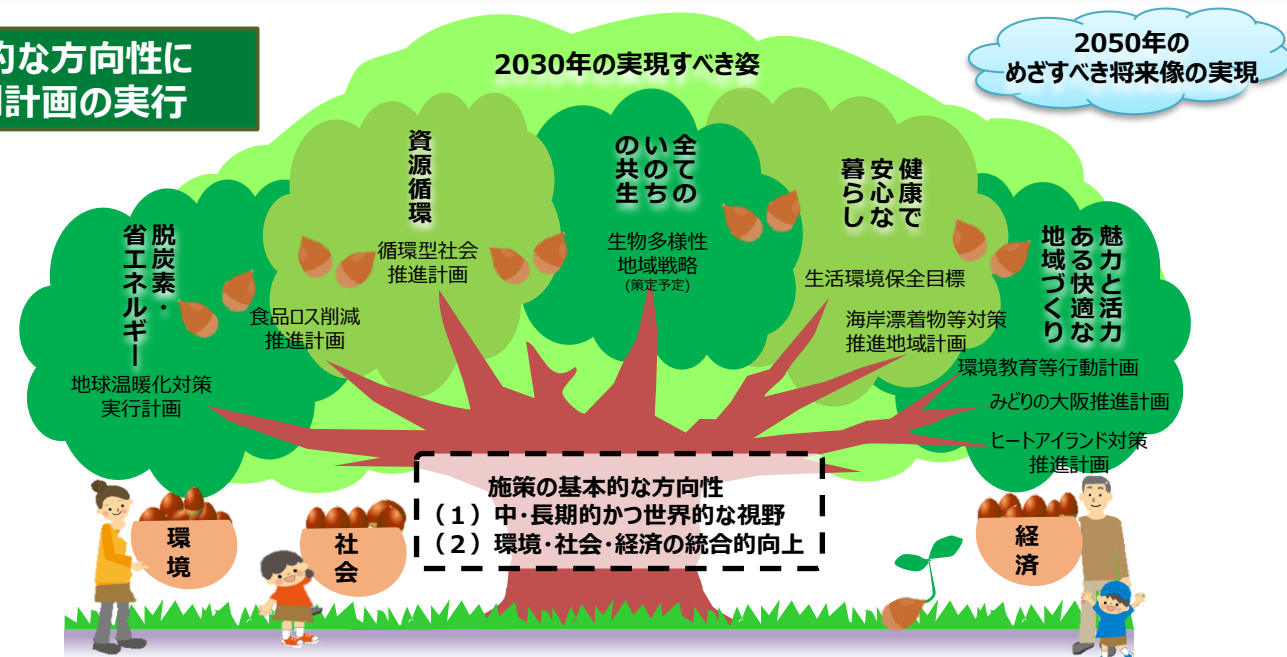 的な方向性に
計画の実行
2030年の実現すべき姿
2050年の
めざすべき将来像の実現
脱炭素・
省エネルギー
地球温暖化対策
実行計画
資源循環
循環型社会
推進計画
食品ロス削減
推進計画
全ての
いのち
の共生
生物多様性
地域戦略
(策定予定)
健康で
安心な
暮らし
生活環境保全目標
海岸漂着物等対策
推進地域計画
魅力と活力
ある快適な
地域づくり
環境教育等行動計画
みどりの大阪推進計画
ヒートアイランド対策
推進計画
施策の基本的な方向性
(1)中・長期的かつ世界的な視野
(2)環境・社会・経済の統合的向上
環境
社会
経済